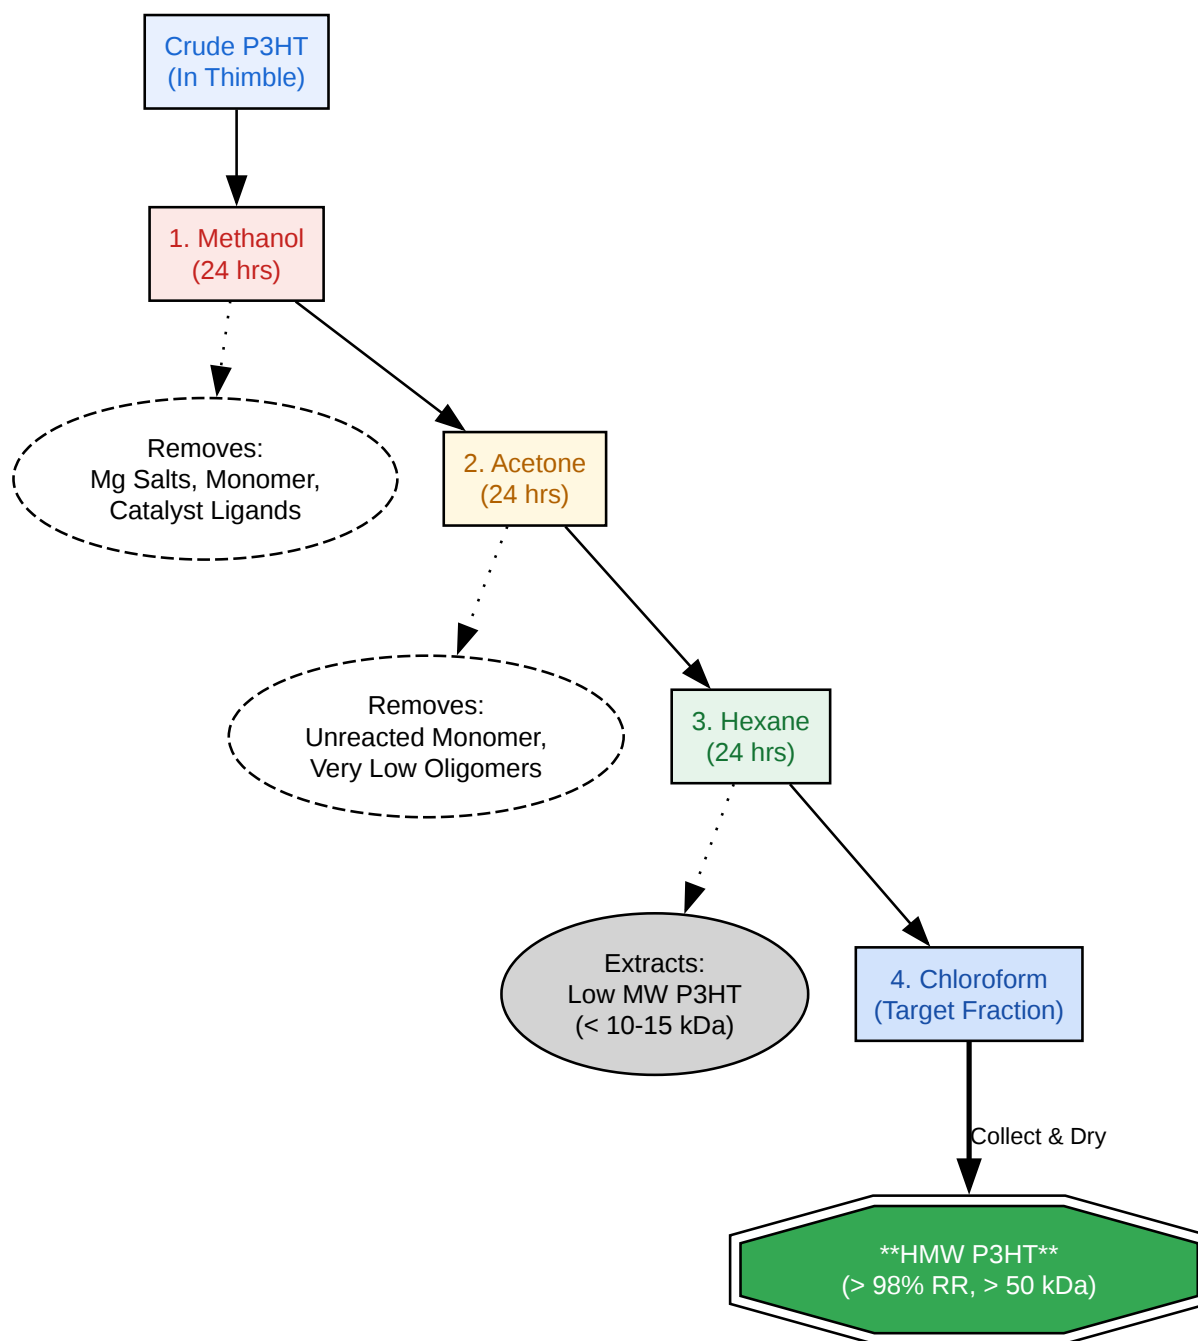 Crude P3HT
(In Thimble)
1. Methanol
(24 hrs)
Removes:
Mg Salts, Monomer,
Catalyst Ligands
2. Acetone
(24 hrs)
Removes:
Unreacted Monomer,
Very Low Oligomers
3. Hexane
(24 hrs)
Extracts:
Low MW P3HT
(< 10-15 kDa)
4. Chloroform
(Target Fraction)
Collect & Dry
**HMW P3HT**
(> 98% RR, > 50 kDa)